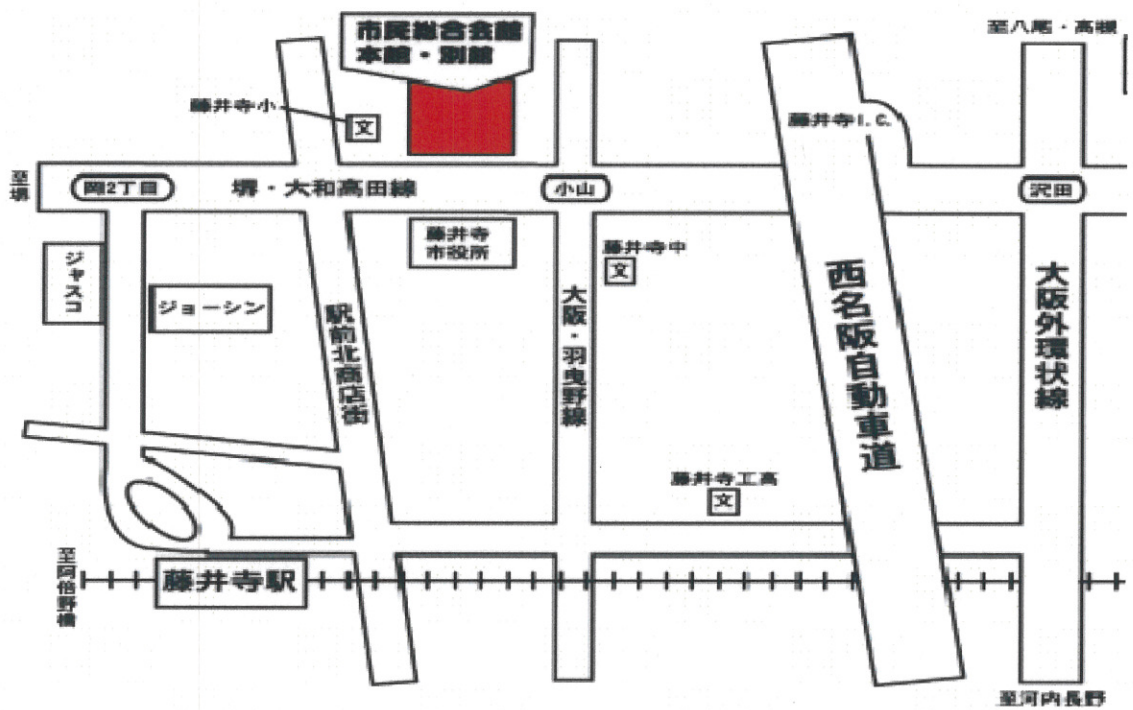 市民総合会館
本館・別館
至八尾・高槻
藤井寺小
文
藤井寺I.C.
至堺
岡2丁目
堺・大和高田線
小山
沢田
藤井寺
市役所
藤井寺中
文
ジャスコ
ジョーシン
駅前北商店街
大阪・羽曳野線
西名阪自動車道
大阪外環状線
藤井寺工高
文
至阿倍野橋
藤井寺駅
至河内長野